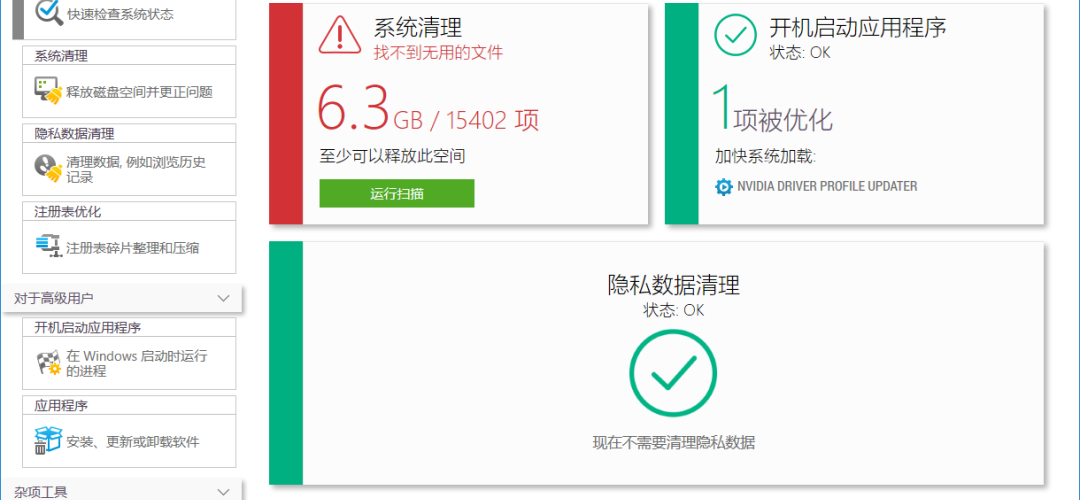 快速检查系统状态
系统清理
释放磁盘空间并更正问题
隐私数据清理
清理数据, 例如浏览历史
记录
注册表优化
注册表碎片整理和压缩
对于高级用户
开机启动应用程序
在 Windows 启动时运行
的进程
应用程序
安装、更新或卸载软件
杂项工具
系统清理
找不到无用的文件
6.3GB / 15402 项
至少可以释放此空间
运行扫描
开机启动应用程序
状态: OK
1项被优化
加快系统加载:
NVIDIA DRIVER PROFILE UPDATER
隐私数据清理
状态: OK
现在不需要清理隐私数据